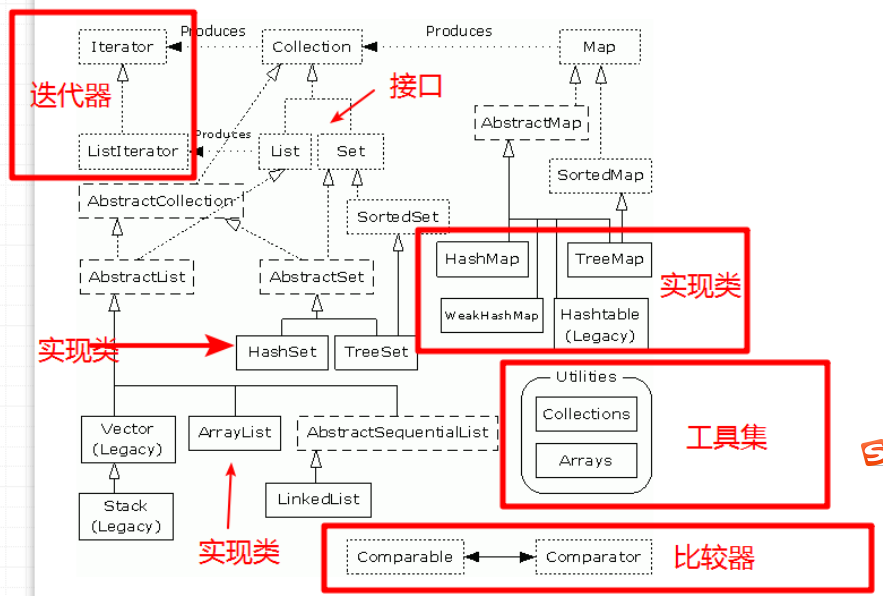 Iterator
Produces
Collection
Produces
Map
迭代器
接口
AbstractMap
ListIterator
Produces
List
Set
SortedMap
AbstractCollection
SortedSet
HashMap
TreeMap
AbstractList
AbstractSet
实现类
WeakHashMap
Hashtable
(Legacy)
实现类
HashSet
TreeSet
Utilities
Collections
Vector
(Legacy)
ArrayList
AbstractSequentialList
工具集
Arrays
Stack
(Legacy)
LinkedList
实现类
Comparable
Comparator
比较器
S